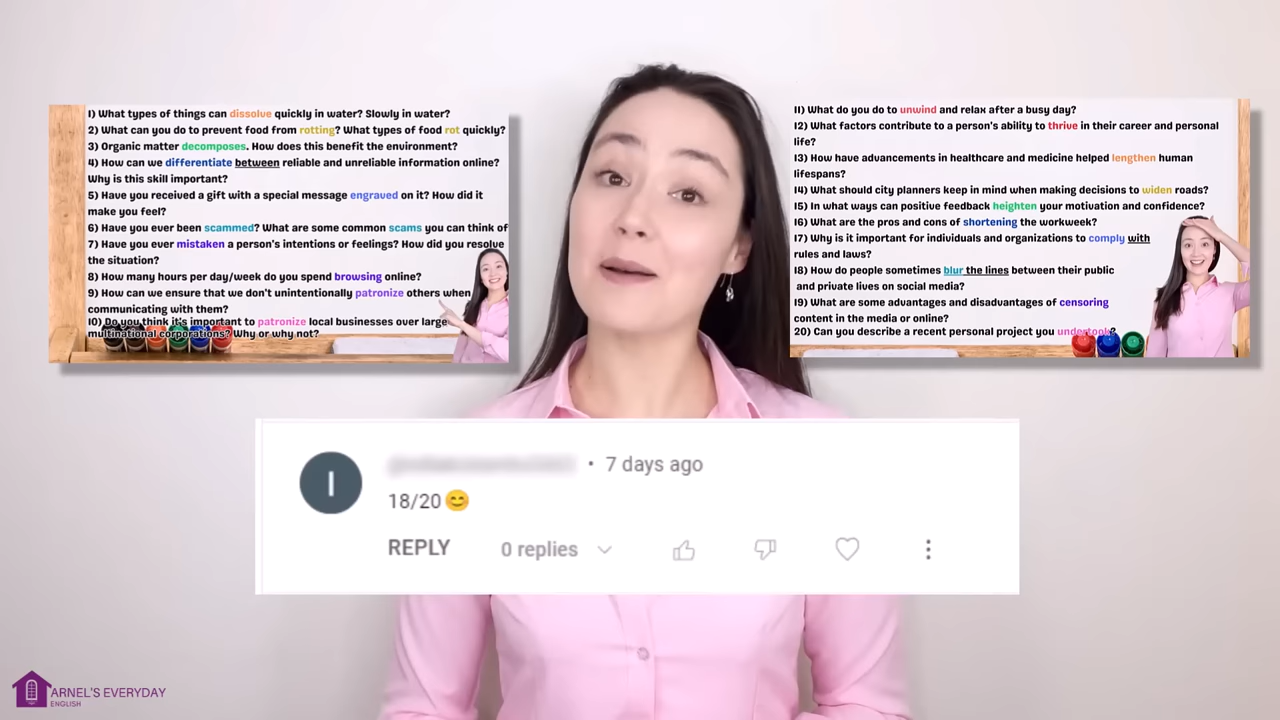 1) What types of things can dissolve quickly in water? Slowly in water?
2) What can you do to prevent food from rotting? What types of food rot quickly?
3) Organic matter decomposes. How does this benefit the environment?
4) How can we differentiate between reliable and unreliable information online?
Why is this skill important?
5) Have you received a gift with a special message engraved on it? How did it
make you feel?
6) Have you ever been scammed? What are some common scams you can think of
7) Have you ever mistaken a person's intentions or feelings? How did you resolve
the situation?
8) How many hours per day/week do you spend browsing online?
9) How can we ensure that we don't unintentionally patronize others when
communicating with them?
10) Do you think it's important to patronize local businesses over large
multinational corporations? Why or why not?
11) What do you do to unwind and relax after a busy day?
12) What factors contribute to a person's ability to thrive in their career and personal
life?
13) How have advancements in healthcare and medicine helped lengthen human
lifespans?
14) What should city planners keep in mind when making decisions to widen roads?
15) In what ways can positive feedback heighten your motivation and confidence?
16) What are the pros and cons of shortening the workweek?
17) Why is it important for individuals and organizations to comply with
rules and laws?
18) How do people sometimes blur the lines between their public
and private lives on social media?
19) What are some advantages and disadvantages of censoring
content in the media or online?
20) Can you describe a recent personal project you undertook?
I
• 7 days ago
18/20😊
REPLY 0 replies
ARNEL'S EVERYDAY
ENGLISH